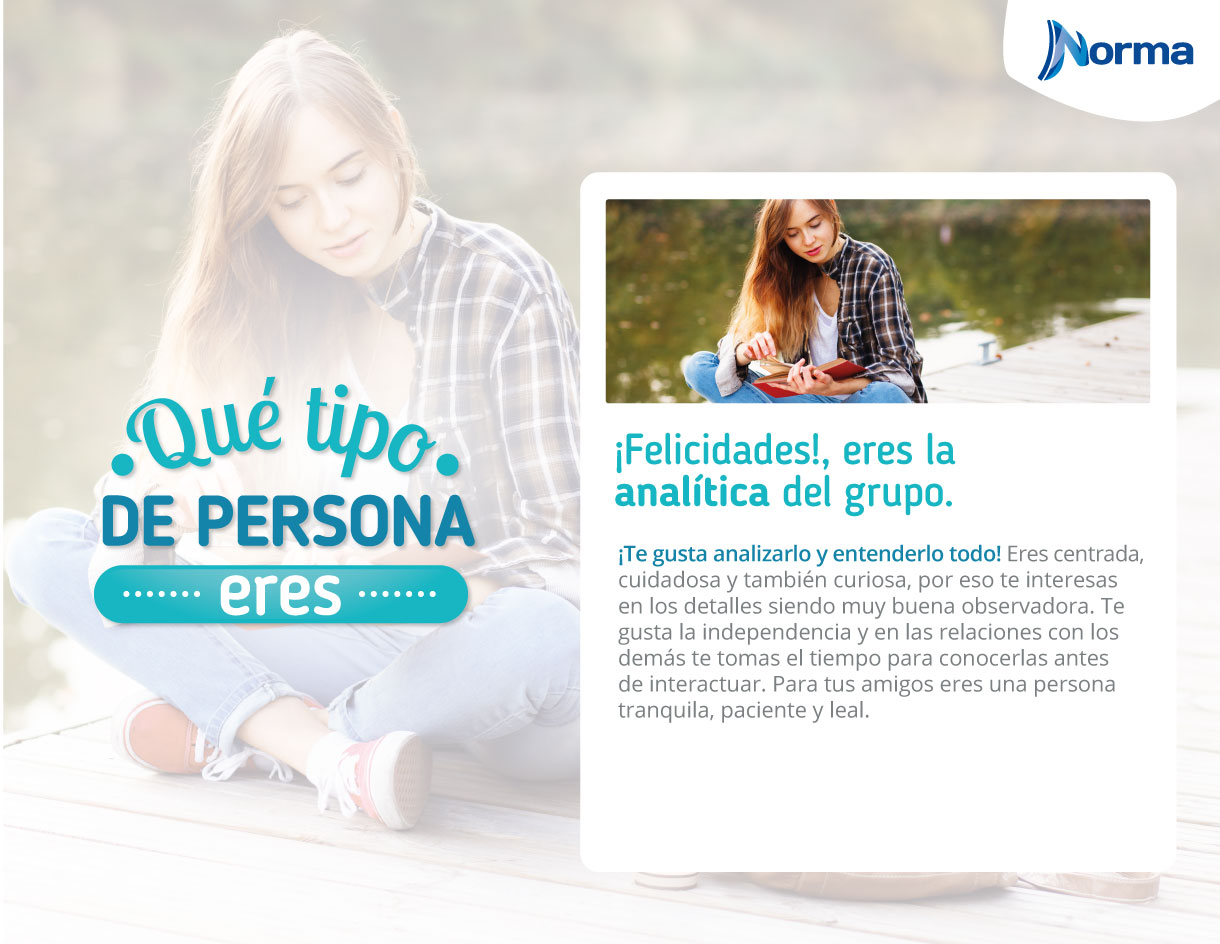 Norma
Qué tipo
DE PERSONA
eres
¡Felicidades!, eres la
analítica del grupo.
¡Te gusta analizarlo y entenderlo todo! Eres centrada,
cuidadosa y también curiosa, por eso te interesas
en los detalles siendo muy buena observadora. Te
gusta la independencia y en las relaciones con los
demás te tomas el tiempo para conocerlas antes
de interactuar. Para tus amigos eres una persona
tranquila, paciente y leal.